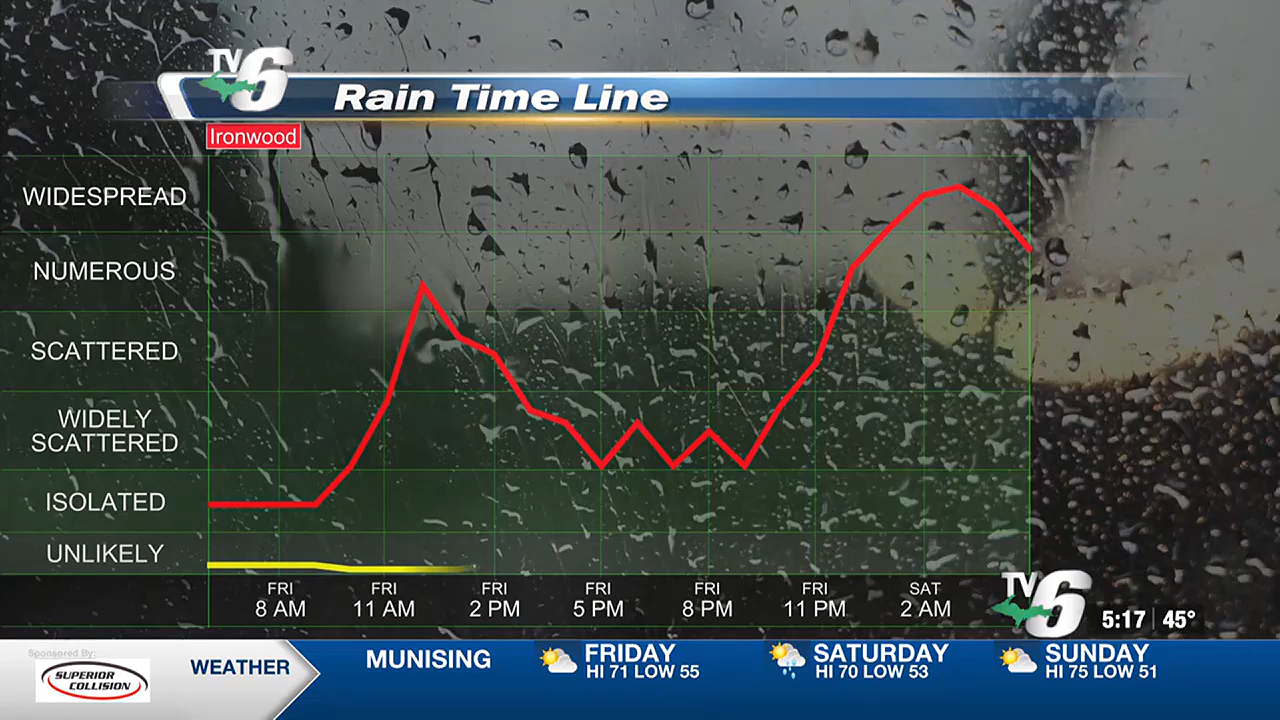 TV6
Rain Time Line
Ironwood
WIDESPREAD
NUMEROUS
SCATTERED
WIDELY
SCATTERED
ISOLATED
UNLIKELY
FRI FRI FRI FRI FRI FRI SAT
8 AM 11 AM 2 PM 5 PM 8 PM 11 PM 2 AM
TV6
5:17 45°
Sponsored By:
SUPERIOR
COLLISION
WEATHER
MUNISING
FRIDAY
HI 71 LOW 55
SATURDAY
HI 70 LOW 53
SUNDAY
HI 75 LOW 51